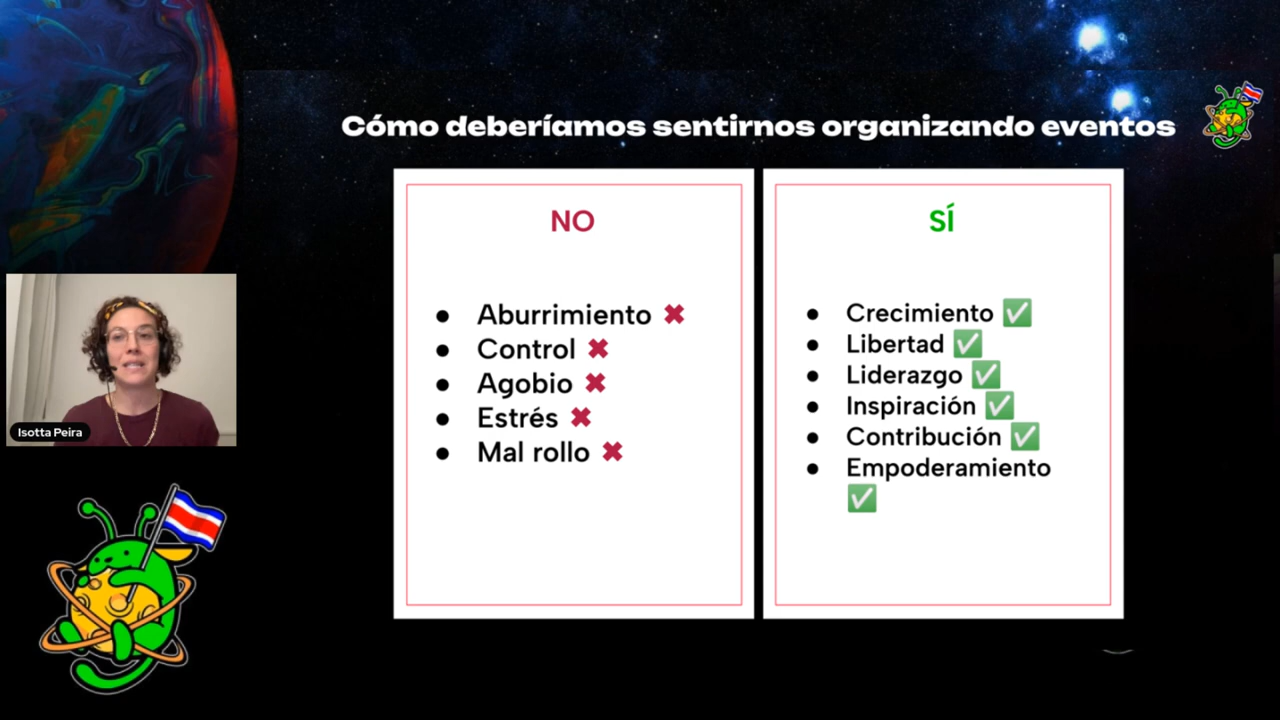 Cómo deberíamos sentirnos organizando eventos
NO
● Aburrimiento ✖
● Control ✖
● Agobio ✖
● Estrés ✖
● Mal rollo ✖
SÍ
● Crecimiento ✅
● Libertad ✅
● Liderazgo ✅
● Inspiración ✅
● Contribución ✅
● Empoderamiento
✅
Isotta Peira